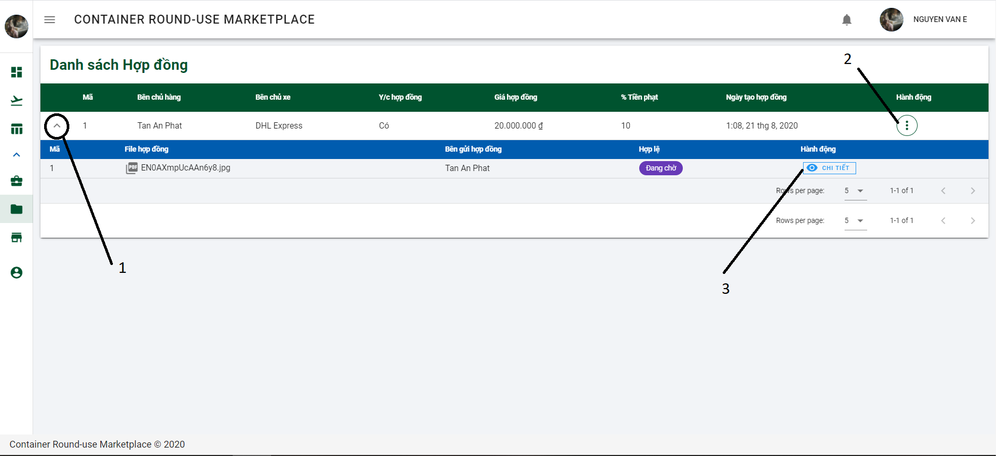 CONTAINER ROUND-USE MARKETPLACE
NGUYEN VAN E
Danh sách Hợp đồng
2
Mã Bên chủ hàng Bên chủ xe Y/c hợp đồng Giá hợp đồng % Tiền phạt Ngày tạo hợp đồng Hành động
1 Tan An Phat DHL Express Có 20.000.000 ₫ 10 1:08, 21 thg 8, 2020
Mã File hợp đồng Bên gửi hợp đồng Hợp lệ Hành động
1 PDF EN0AXmpUcAAn6y8.jpg Tan An Phat Đang chờ CHI TIẾT
Rows per page: 5 1-1 of 1
Rows per page: 5 1-1 of 1
1
3
Container Round-use Marketplace © 2020